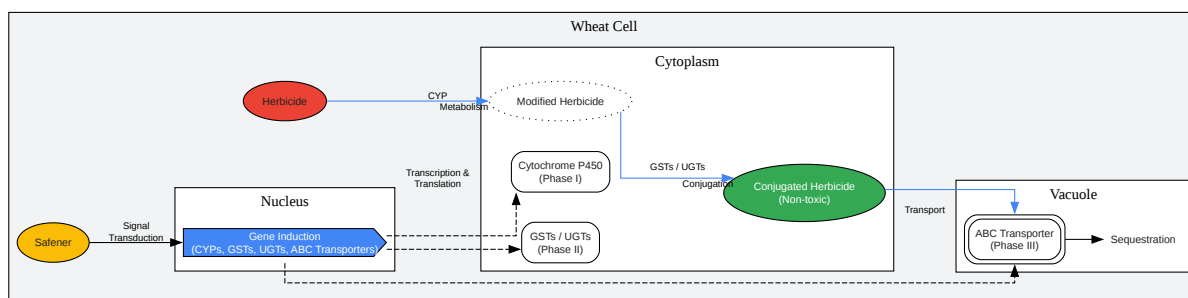 Wheat Cell
Cytoplasm
Herbicide
CYP
Metabolism
Modified Herbicide
Transcription &
Translation
Cytochrome P450
(Phase I)
GSTs / UGTs
Conjugation
Conjugated Herbicide
(Non-toxic)
Transport
Vacuole
ABC Transporter
(Phase III)
Sequestration
Nucleus
Safener
Signal
Transduction
Gene Induction
(CYPs, GSTs, UGTs, ABC Transporters)
GSTs / UGTs
(Phase II)